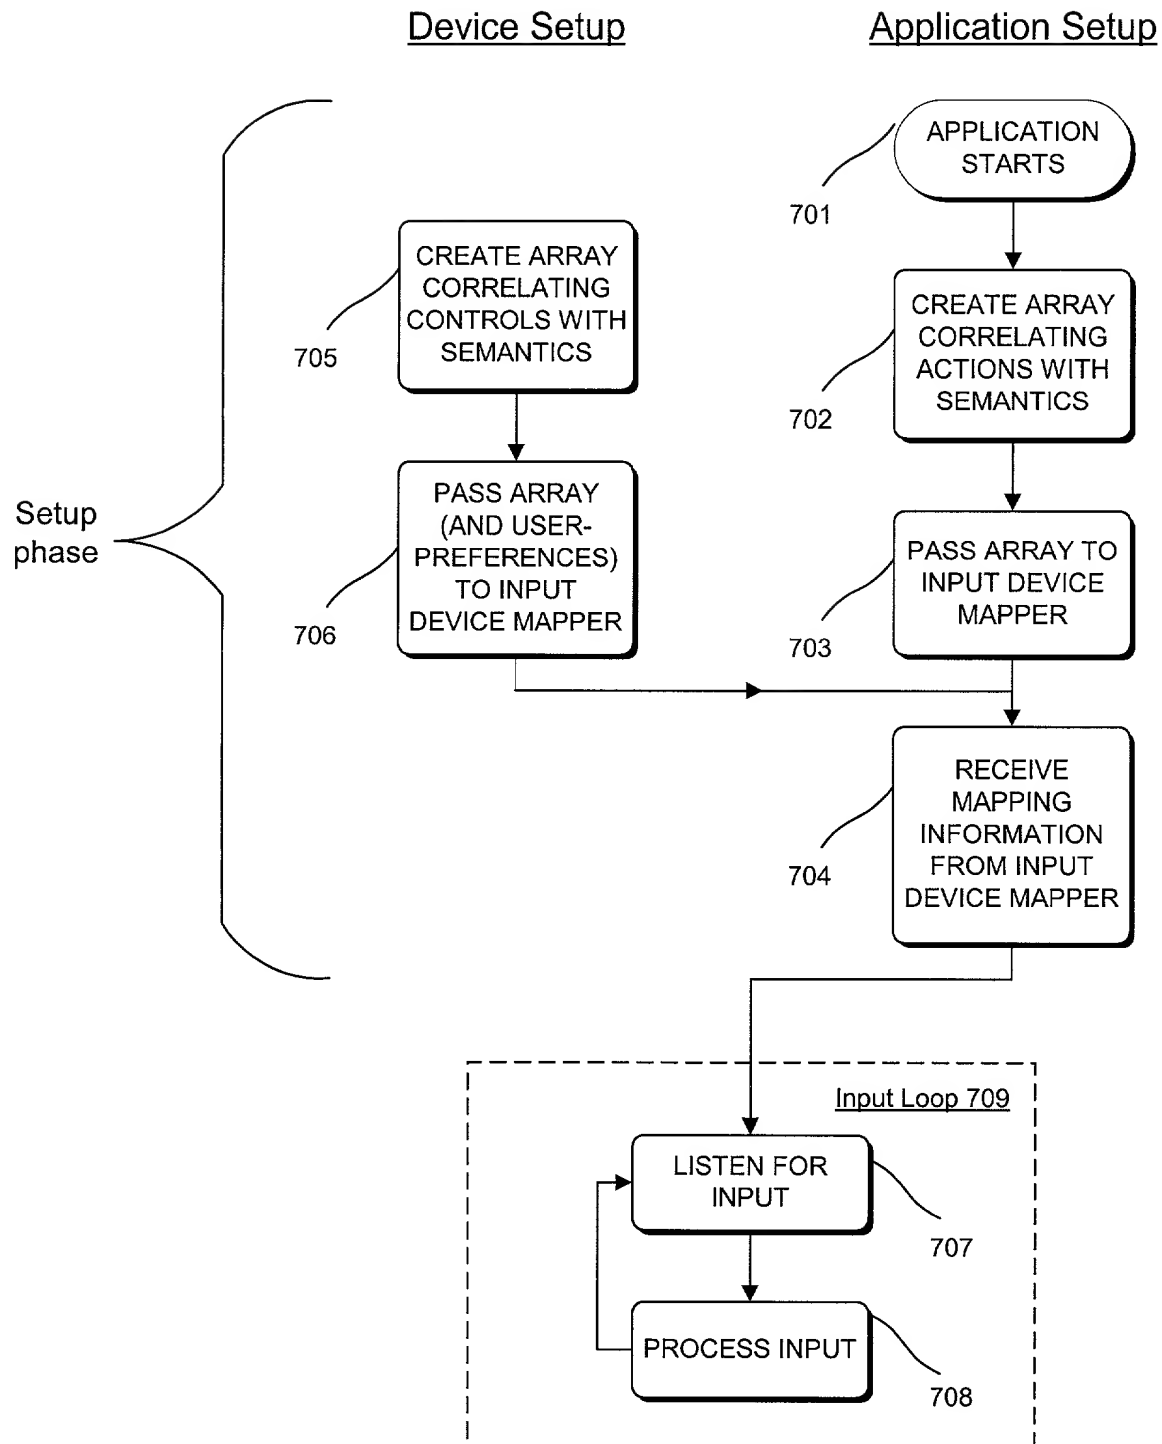 Device Setup
Application Setup
APPLICATION
STARTS
701
CREATE ARRAY
CORRELATING
CONTROLS WITH
SEMANTICS
705
CREATE ARRAY
CORRELATING
ACTIONS WITH
SEMANTICS
702
Setup
phase
PASS ARRAY
(AND USER-
PREFERENCES)
TO INPUT
DEVICE MAPPER
706
PASS ARRAY TO
INPUT DEVICE
MAPPER
703
RECEIVE
MAPPING
INFORMATION
FROM INPUT
DEVICE MAPPER
704
Input Loop 709
LISTEN FOR
INPUT
707
PROCESS INPUT
708